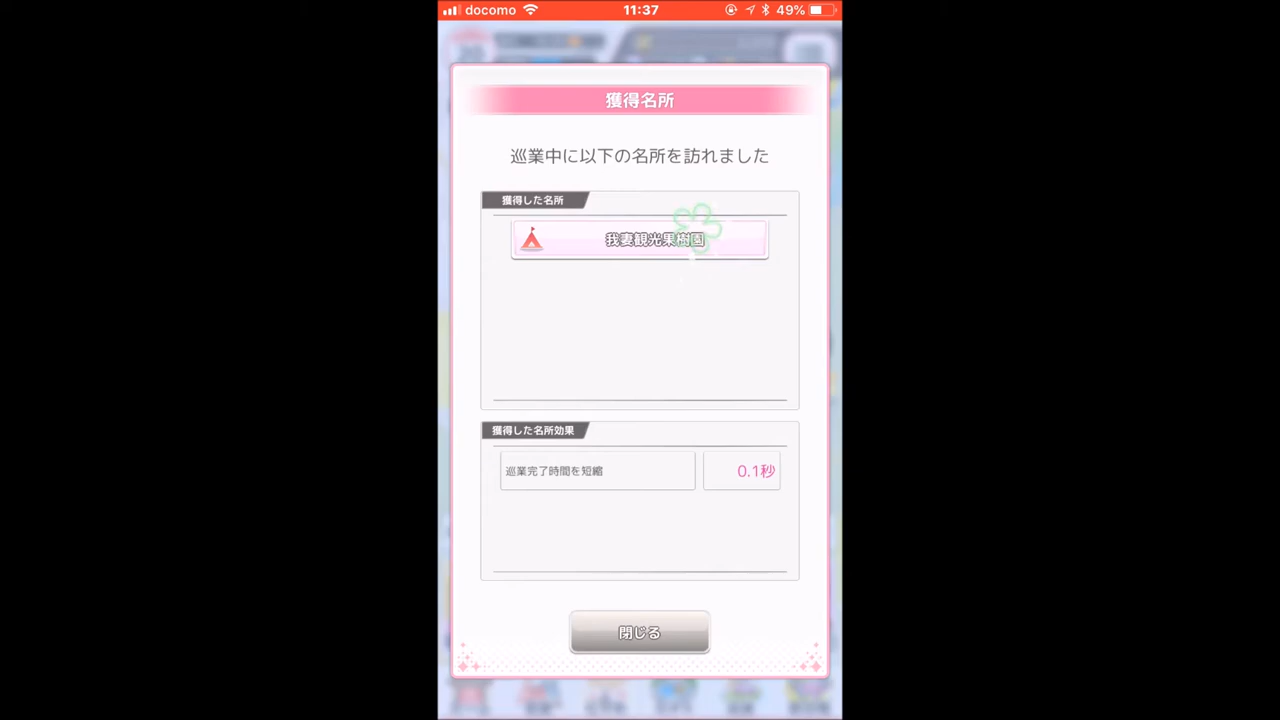 docomo 11:37 49%
獲得名所
巡業中に以下の名所を訪れました
獲得した名所
我妻観光果樹園
獲得した名所効果
巡業完了時間を短縮 0.1秒
閉じる